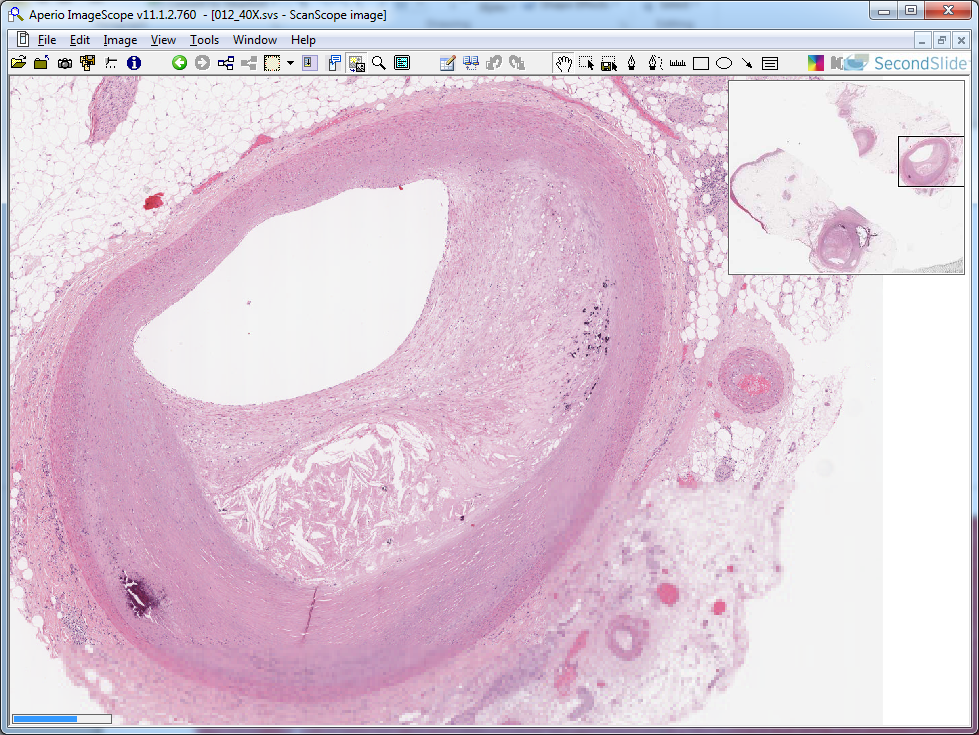 Aperio ImageScope v11.1.2.760 - [012_40X.svs - ScanScope image]
File Edit Image View Tools Window Help
SecondSlide